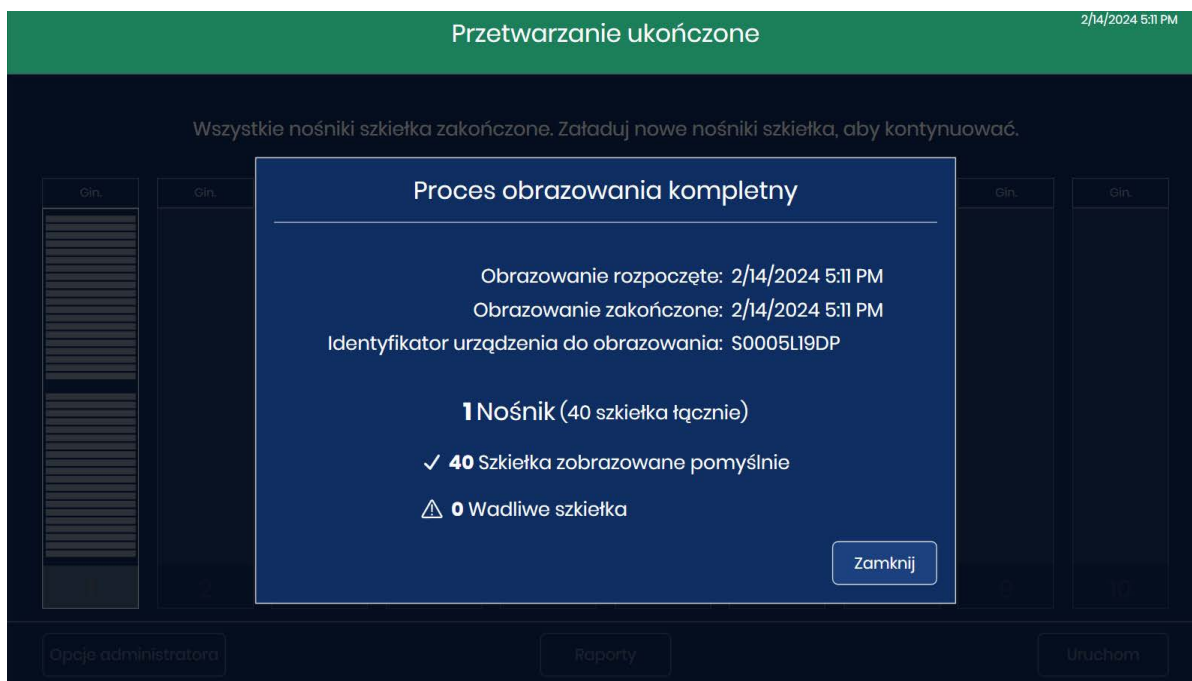 Przetwarzanie ukończone
2/14/2024 5:11 PM
Wszystkie nośniki szkiełka zakończone. Załaduj nowe nośniki szkiełka, aby kontynuować.
Gin.
Gin.
Proces obrazowania kompletny
Gin.
Gin.
Obrazowanie rozpoczęte: 2/14/2024 5:11 PM
Obrazowanie zakończone: 2/14/2024 5:11 PM
Identyfikator urządzenia do obrazowania: S0005L19DP
1 Nośnik (40 szkiełka łącznie)
40 Szkiełka zobrazowane pomyślnie
0 Wadliwe szkiełka
Zamknij
2
9
10
Opcje administratora
Raporty
Uruchom